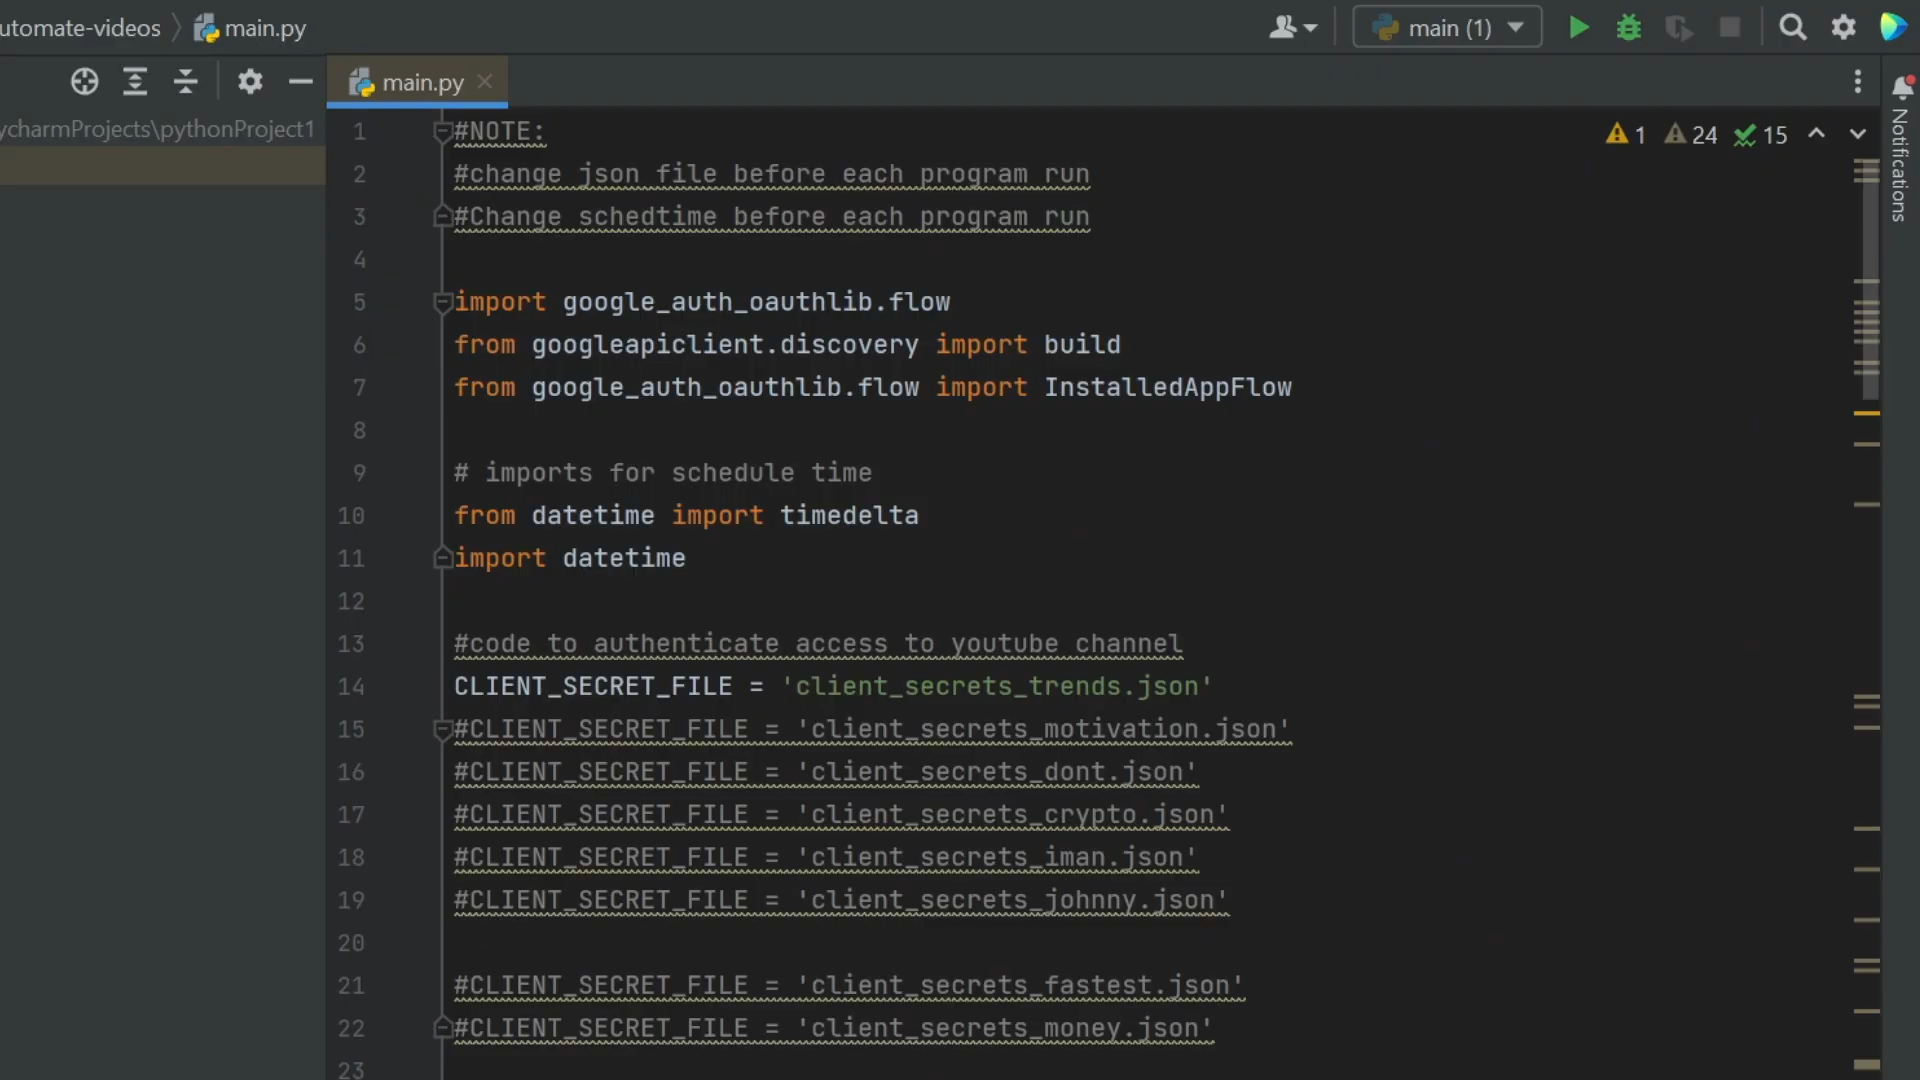 utomate-videos main.py main (1)
main.py
ycharmProjects\pythonProject1
1 24 15
Notifications
1 #NOTE:
2 #change json file before each program run
3 #Change schedtime before each program run
4
5 import google_auth_oauthlib.flow
6 from googleapiclient.discovery import build
7 from google_auth_oauthlib.flow import InstalledAppFlow
8
9 # imports for schedule time
10 from datetime import timedelta
11 import datetime
12
13 #code to authenticate access to youtube channel
14 CLIENT_SECRET_FILE = 'client_secrets_trends.json'
15 #CLIENT_SECRET_FILE = 'client_secrets_motivation.json'
16 #CLIENT_SECRET_FILE = 'client_secrets_dont.json'
17 #CLIENT_SECRET_FILE = 'client_secrets_crypto.json'
18 #CLIENT_SECRET_FILE = 'client_secrets_iman.json'
19 #CLIENT_SECRET_FILE = 'client_secrets_johnny.json'
20
21 #CLIENT_SECRET_FILE = 'client_secrets_fastest.json'
22 #CLIENT_SECRET_FILE = 'client_secrets_money.json'
23